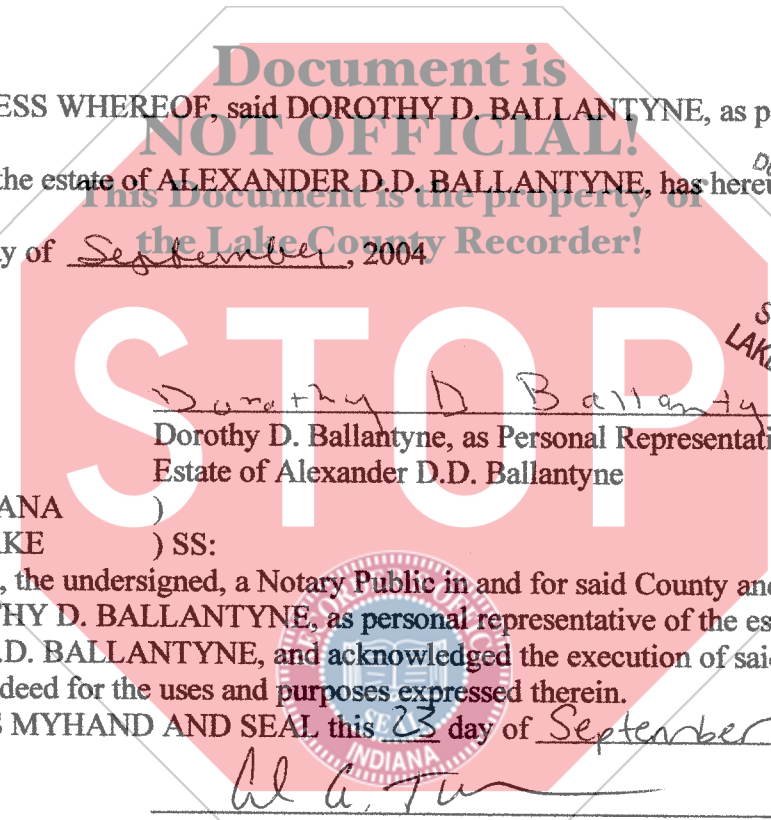 Document is
ESS WHEREOF, said DOROTHY D. BALLANTYNE, as p
NOT OFFICIAL!
the estate of ALEXANDER D.D. BALLANTYNE, has hereu
This Document is the property of
y of September, 2004
the Lake County Recorder!
STOP
LAKE
Dorothy D Ballanty
Dorothy D. Ballantyne, as Personal Representati
Estate of Alexander D.D. Ballantyne
ANA )
KE ) SS:
, the undersigned, a Notary Public in and for said County and
HY D. BALLANTYNE, as personal representative of the es
.D. BALLANTYNE, and acknowledged the execution of said
deed for the uses and purposes expressed therein.
S MYHAND AND SEAL this 23 day of September
SEAL
INDIANA